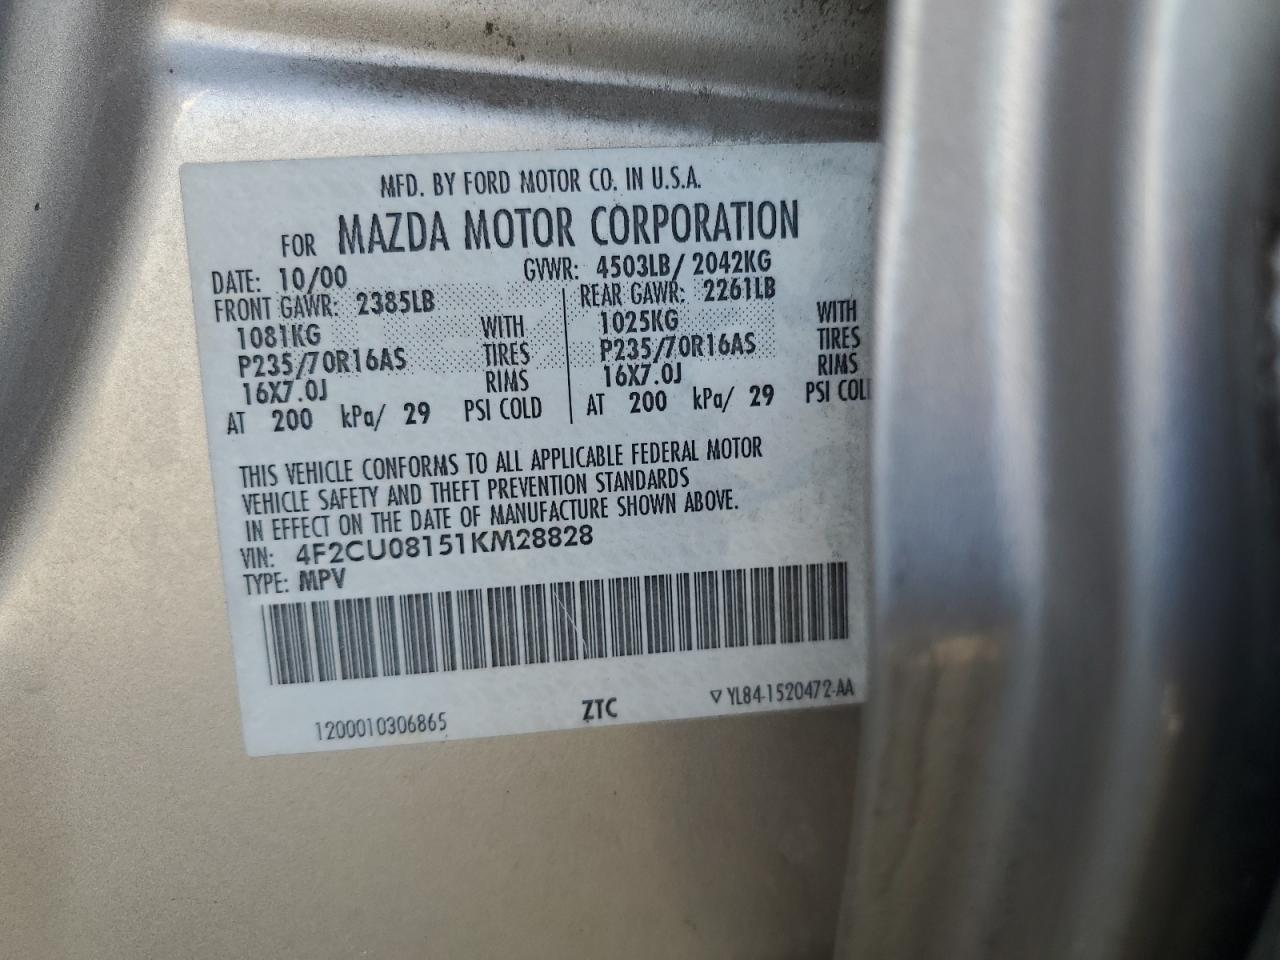 MFD. BY FORD MOTOR CO. IN U.S.A.
FOR MAZDA MOTOR CORPORATION
DATE: 10/00 GVWR: 4503LB/ 2042KG
FRONT GAWR: 2385LB REAR GAWR: 2261LB
1081KG WITH 1025KG WITH
P235/70R16AS TIRES P235/70R16AS TIRES
16X7.0J RIMS 16X7.0J RIMS
AT 200 kPa/ 29 PSI COLD AT 200 kPa/ 29 PSI COL
THIS VEHICLE CONFORMS TO ALL APPLICABLE FEDERAL MOTOR
VEHICLE SAFETY AND THEFT PREVENTION STANDARDS
IN EFFECT ON THE DATE OF MANUFACTURE SHOWN ABOVE.
VIN: 4F2CU08151KM28828
TYPE: MPV
1200010306865 ZTC ▽ YL84-1520472-AA